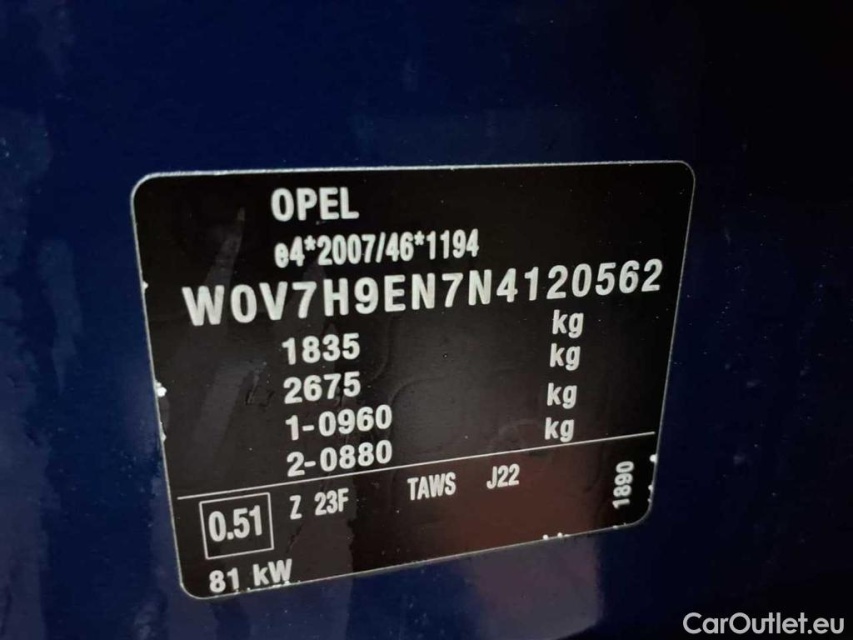 OPEL
e4*2007/46*1194
W0V7H9EN7N4120562
1835 kg
2675 kg
1-0960 kg
2-0880 kg
0.51 Z 23F TAWS J22 1890
81 kW
CarOutlet.eu